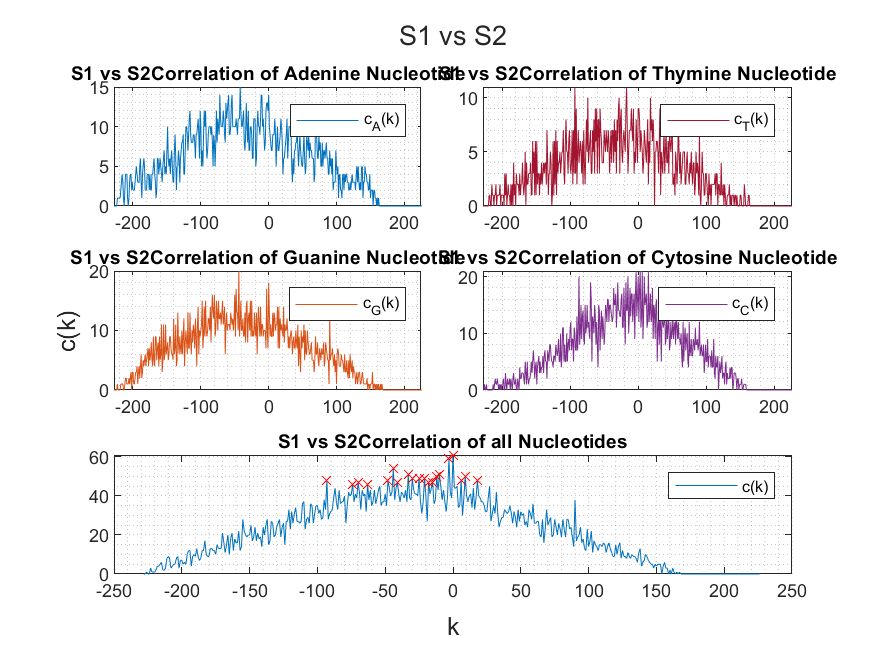 S1 vs S2
S1 vs S2Correlation of Adenine Nucleotide
S1 vs S2Correlation of Thymine Nucleotide
15
10
5
0
-200 -100 0 100 200
c_A(k)
10
5
0
-200 -100 0 100 200
c_T(k)
S1 vs S2Correlation of Guanine Nucleotide
S1 vs S2Correlation of Cytosine Nucleotide
20
10
0
-200 -100 0 100 200
c_G(k)
20
10
0
-200 -100 0 100 200
c_C(k)
c(k)
S1 vs S2Correlation of all Nucleotides
60
40
20
0
-250 -200 -150 -100 -50 0 50 100 150 200 250
c(k)
k